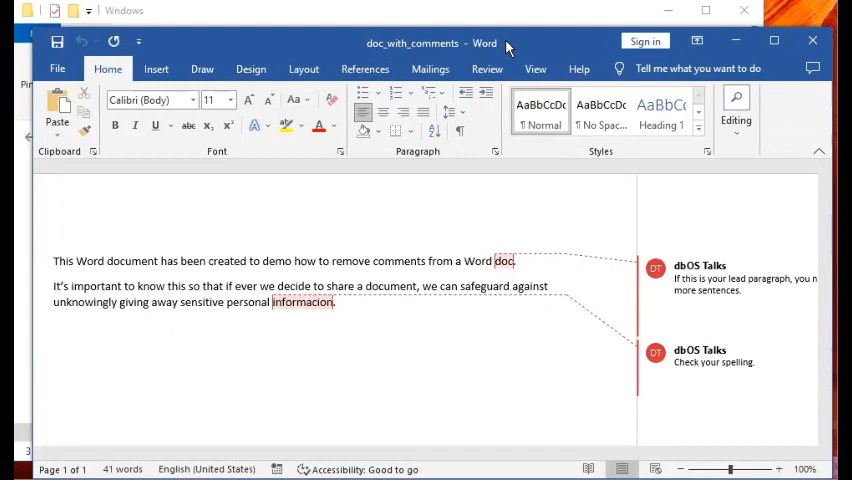 Windows
doc_with_comments - Word
Sign in
File Home Insert Draw Design Layout References Mailings Review View Help Tell me what you want to do
Paste
Calibri (Body) 11 Aa
B I U ab x₂ x² A A
AaBbCcDc AaBbCcDc AaBbCc
¶ Normal ¶ No Spac... Heading 1
Editing
Clipboard Font Paragraph Styles
This Word document has been created to demo how to remove comments from a Word doc.
It's important to know this so that if ever we decide to share a document, we can safeguard against
unknowingly giving away sensitive personal informacion.
DT dbOS Talks
If this is your lead paragraph, you
more sentences.
DT dbOS Talks
Check your spelling.
Page 1 of 1 41 words English (United States) Accessibility: Good to go 100%